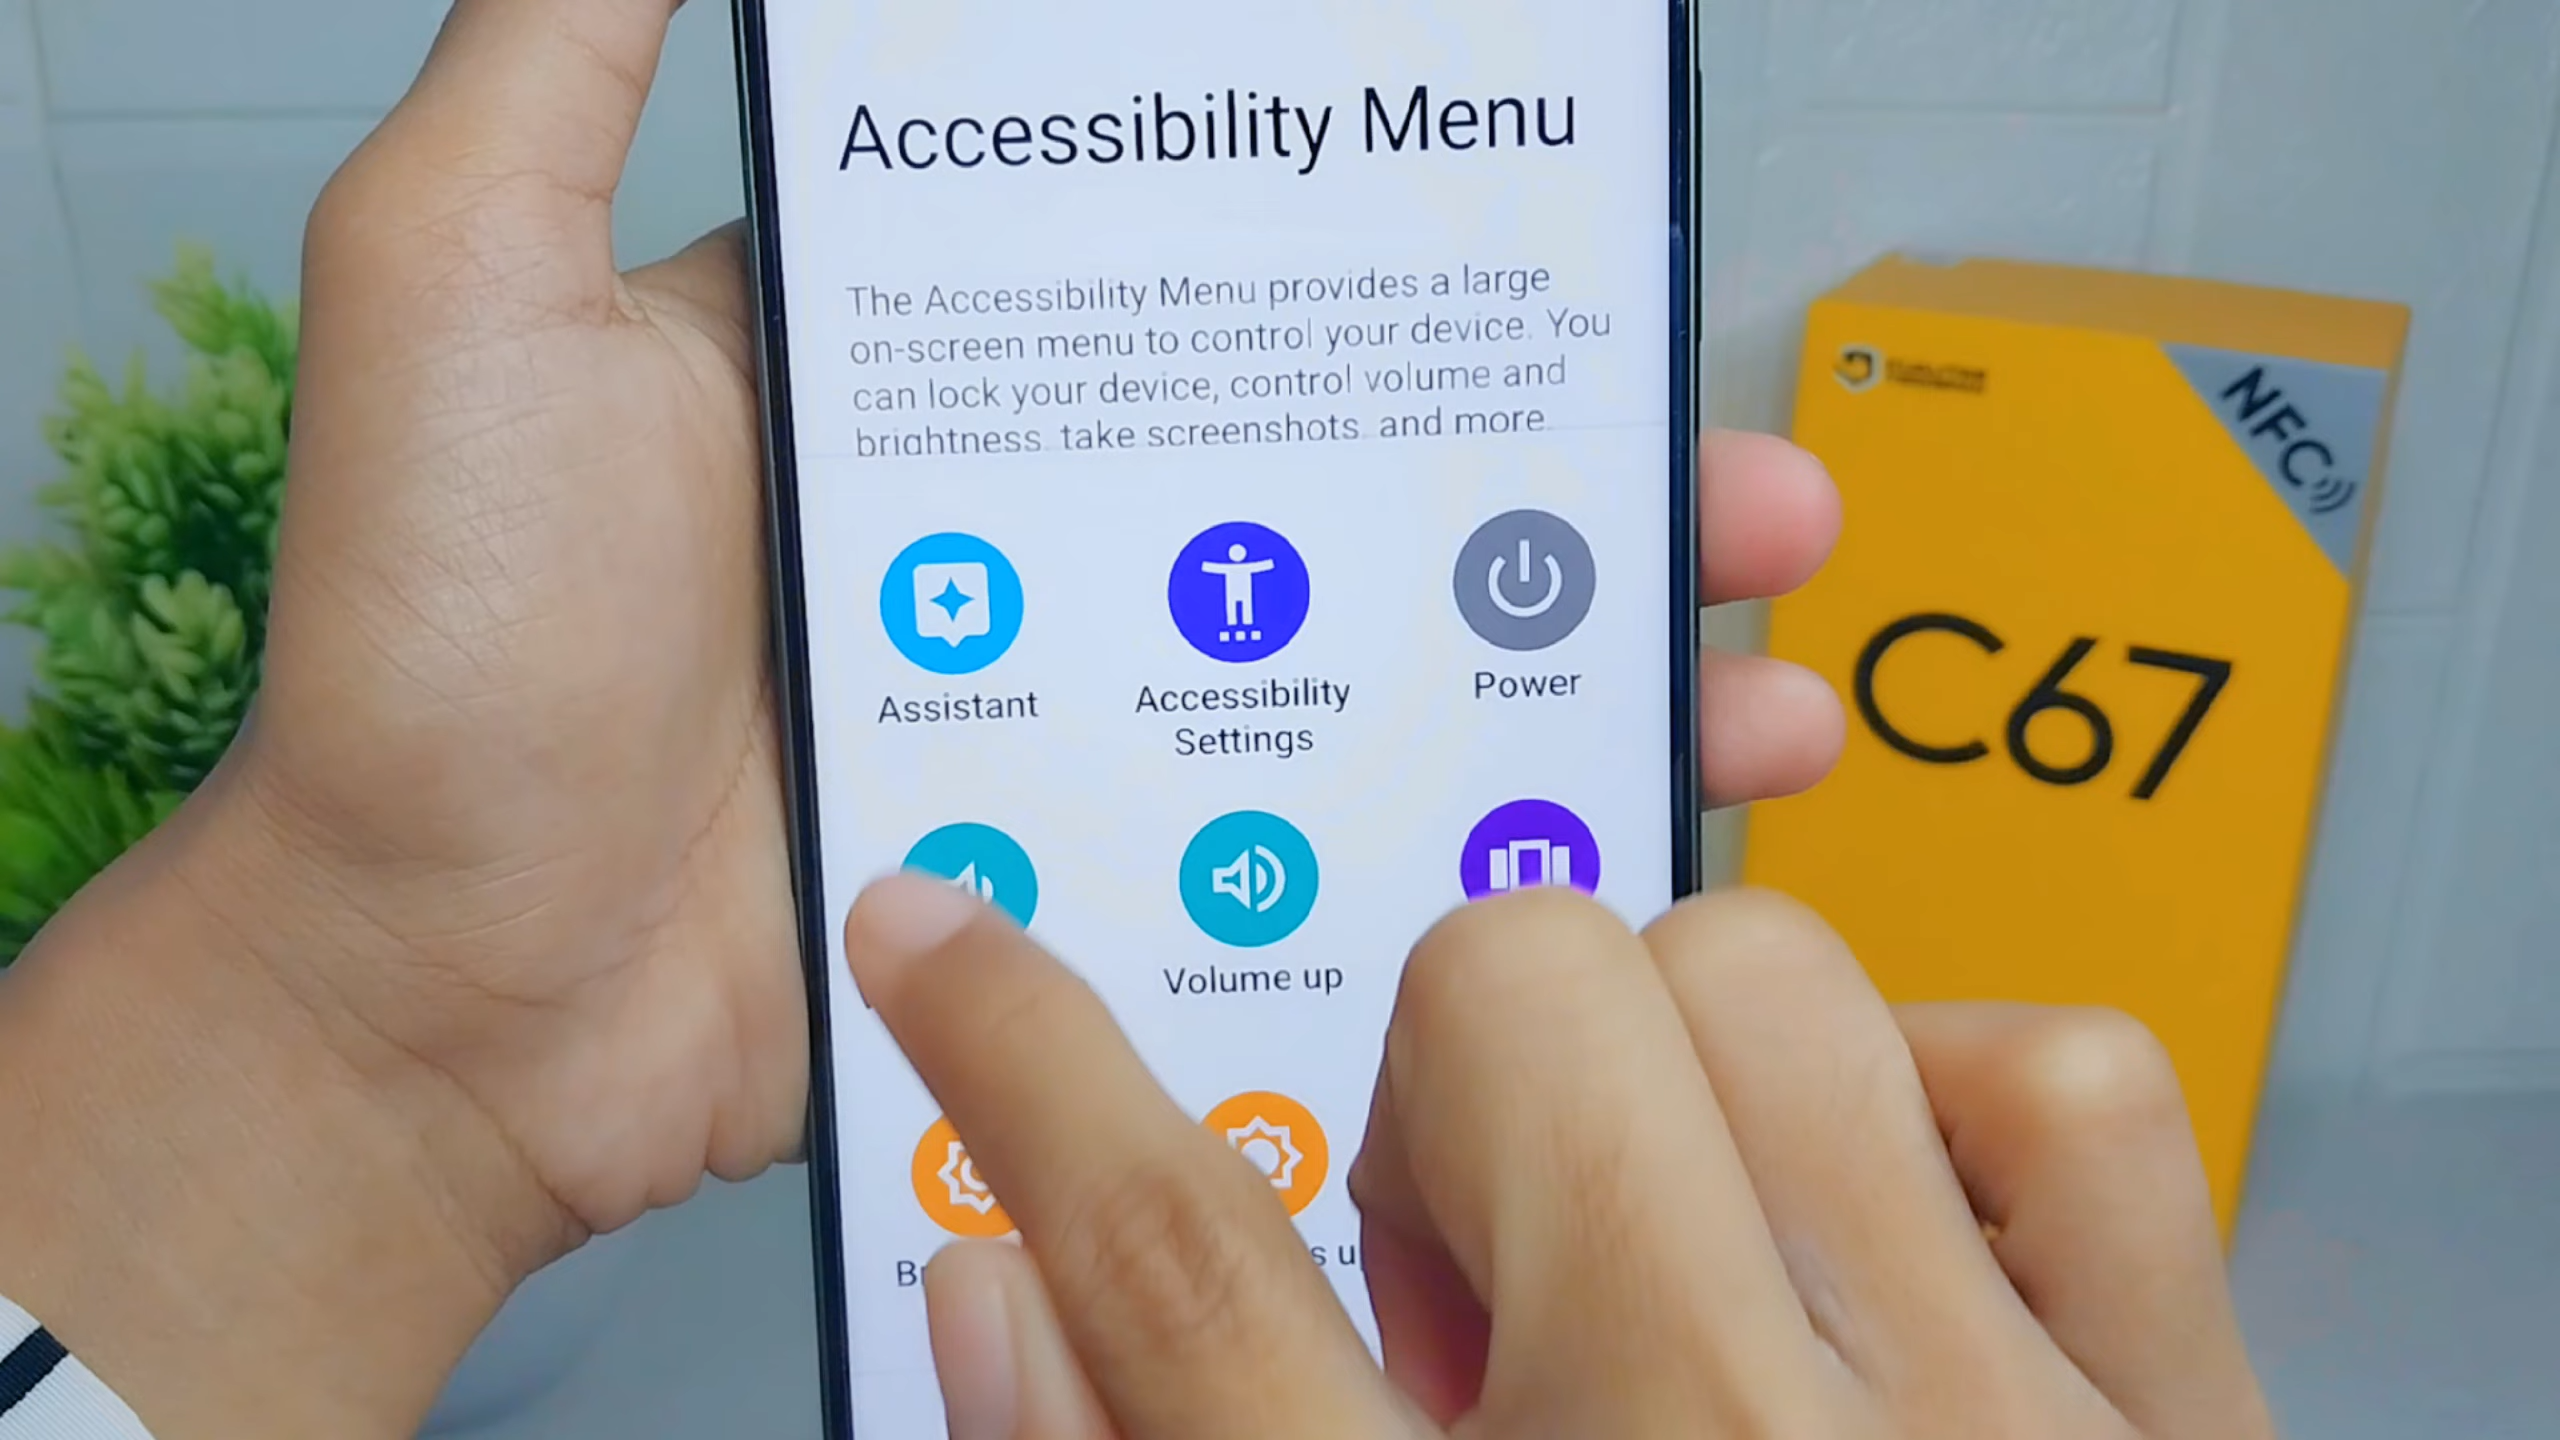 Accessibility Menu
The Accessibility Menu provides a large
on-screen menu to control your device. You
can lock your device, control volume and
brightness, take screenshots, and more.
Assistant
Accessibility
Settings
Power
Volume up
NFC
C67